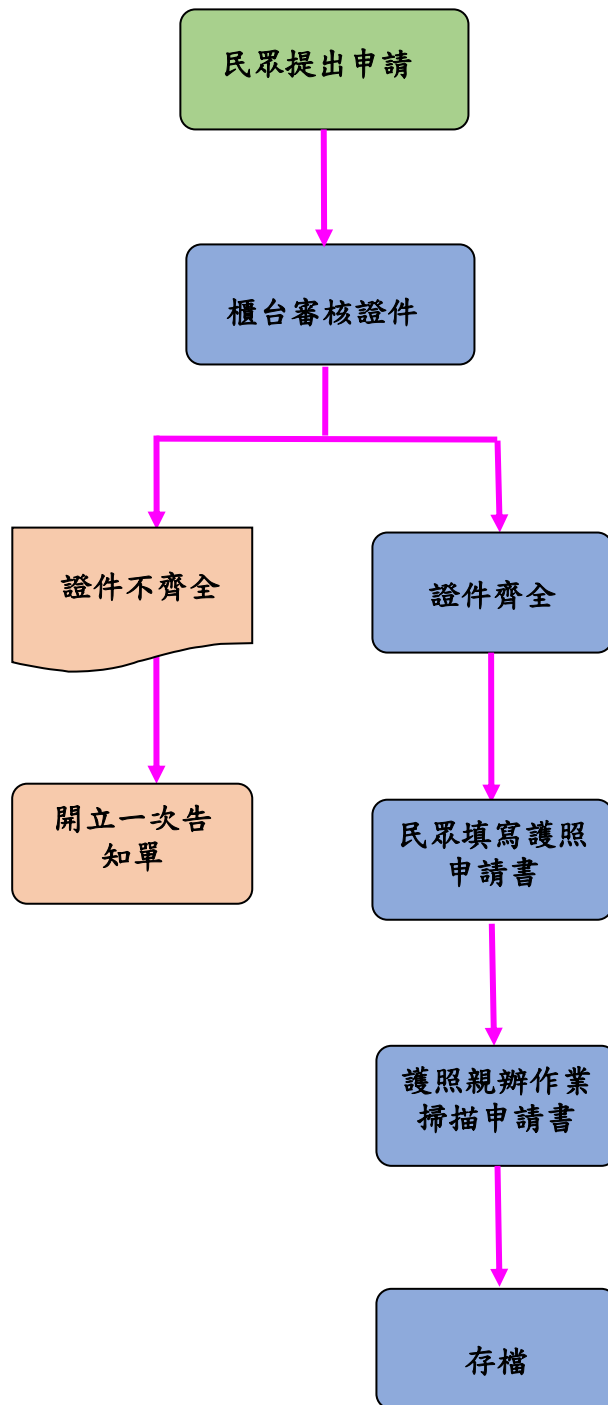 民眾提出申請
櫃台審核證件
證件不齊全
證件齊全
開立一次告
知單
民眾填寫護照
申請書
護照親辦作業
掃描申請書
存檔